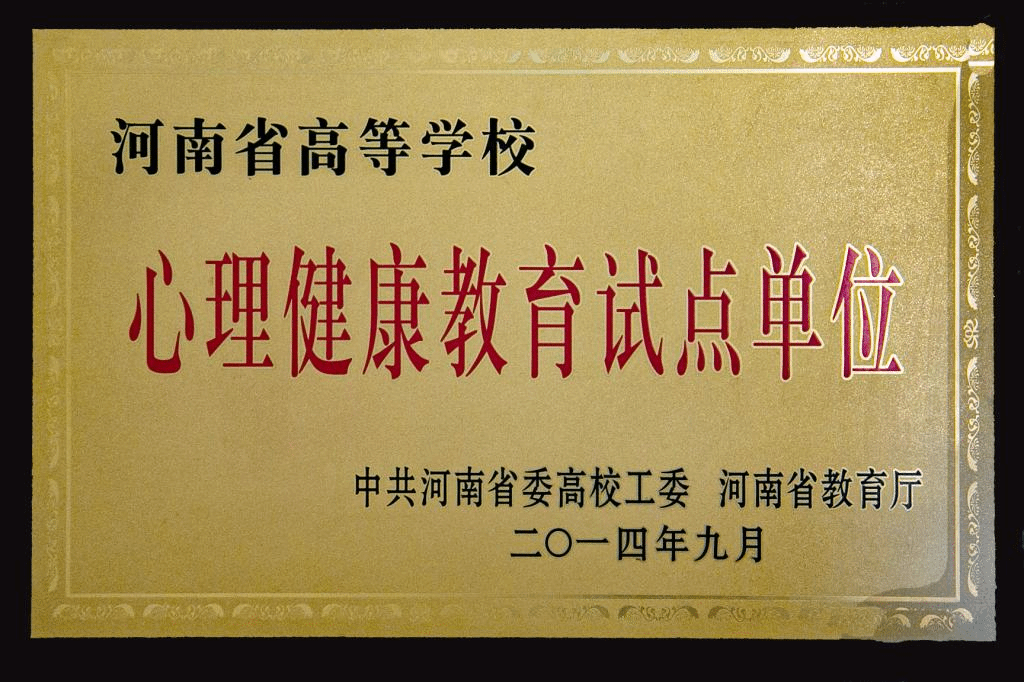 河南省高等学校
心理健康教育试点单位
中共河南省委高校工委 河南省教育厅
二〇一四年九月